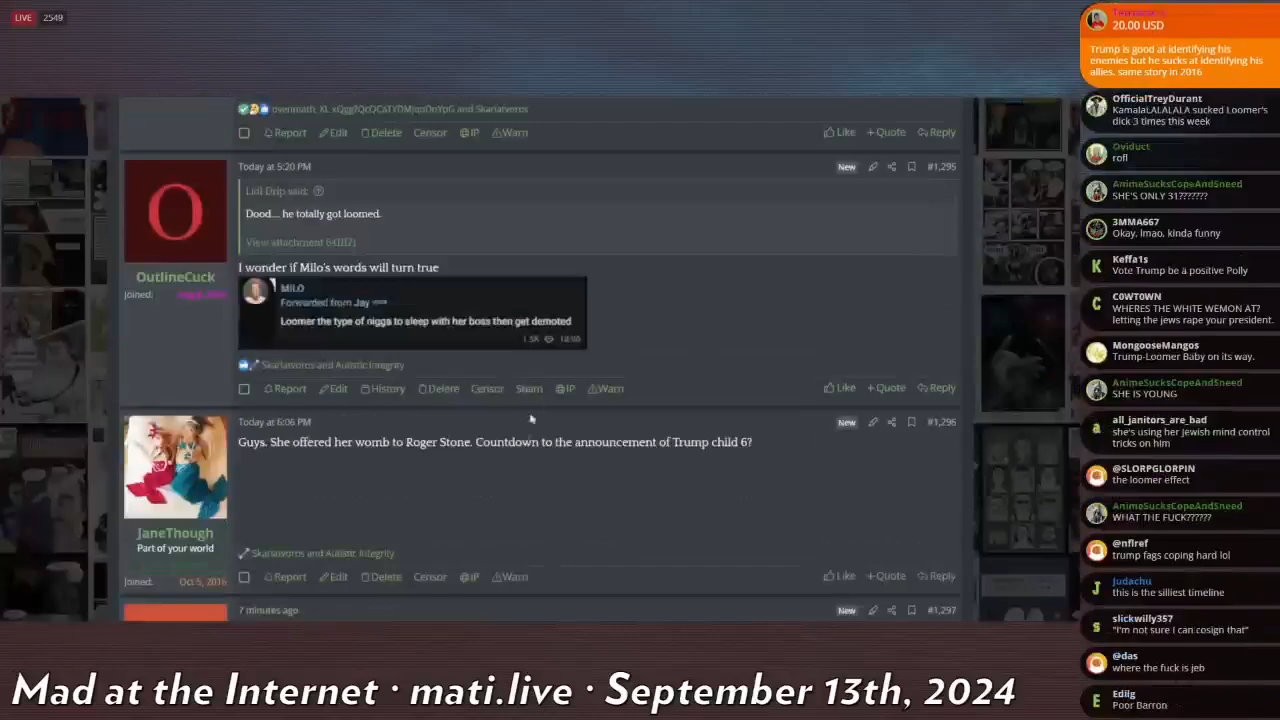 LIVE 2549
and Skarlatvoros
Report Edit Delete Censor IP Warn
Like +Quote Reply
Today at 5:20 PM
New #1,295
Lidl Drip said:
Dood.... he totally got loomed.
View attachment
OutlineCuck
Joined:
I wonder if Milo's words will turn true
MILO
Forwarded from Jay
Loomer the type of nigga to sleep with her boss then get demoted
1.5K
and Autistic Integrity
Report Edit History Delete Censor IP Warn
Like +Quote Reply
Today at 6:06 PM
New #1,296
Guys. She offered her womb to Roger Stone. Countdown to the announcement of Trump child 6?
JaneThough
Part of your world
and Autistic Integrity
Joined: Oct 5, 2016
Report Edit Delete Censor IP Warn
Like +Quote Reply
7 minutes ago
New #1,297
Mad at the Internet · mati.live · September 13th, 2024
20.00 USD
Trump is good at identifying his
enemies but he sucks at identifying his
allies. same story in 2016
OfficialTreyDurant
KamalaLALALALA sucked Loomer's
dick 3 times this week
Oviduct
rofl
AnimeSucksCopeAndSneed
SHE'S ONLY 31???????
3MMA667
Okay, lmao, kinda funny
K
Keffa1s
Vote Trump be a positive Polly
C
C0WT0WN
WHERES THE WHITE WEMON AT?
letting the jews rape your president.
MongooseMangos
Trump-Loomer Baby on its way.
AnimeSucksCopeAndSneed
SHE IS YOUNG
a
all_janitors_are_bad
she's using her jewish mind control
tricks on him
@SLORPGLORPIN
the loomer effect
AnimeSucksCopeAndSneed
WHAT THE FUCK??????
@nflref
trump fags coping hard lol
J
Judachu
this is the silliest timeline
s
slickwilly357
"I'm not sure I can cosign that"
@das
where the fuck is jeb
E
Edilg
Poor Barron